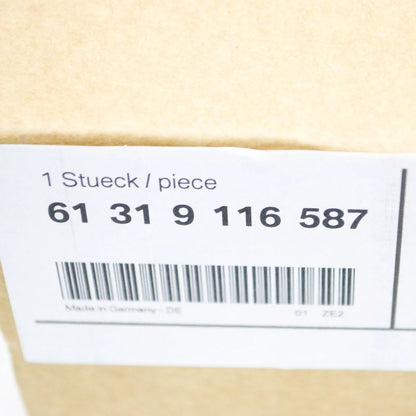 1 Stueck / piece
61 31 9 116 587
Made in Germany - DE 01 ZE2